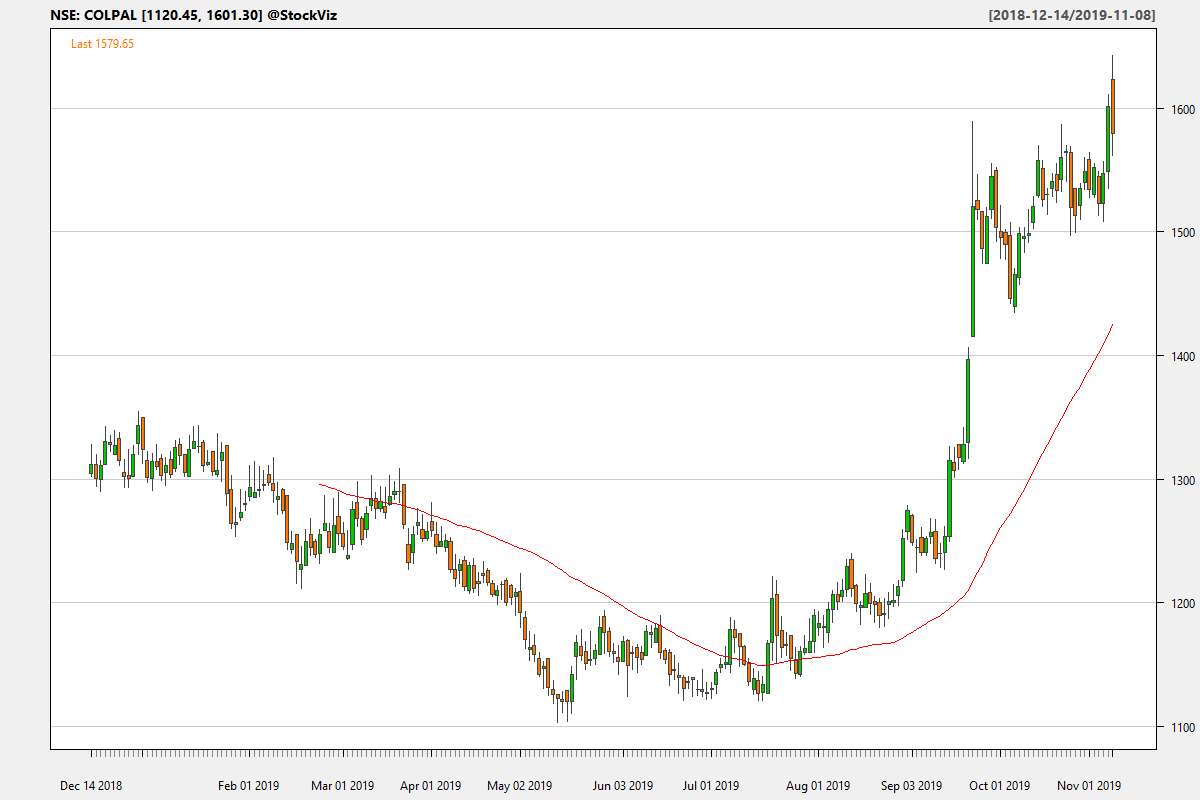 NSE: COLPAL [1120.45, 1601.30] @StockViz
[2018-12-14/2019-11-08]
Last 1579.65
1600
1500
1400
1300
1200
1100
Dec 14 2018 Feb 01 2019 Mar 01 2019 Apr 01 2019 May 02 2019 Jun 03 2019 Jul 01 2019 Aug 01 2019 Sep 03 2019 Oct 01 2019 Nov 01 2019